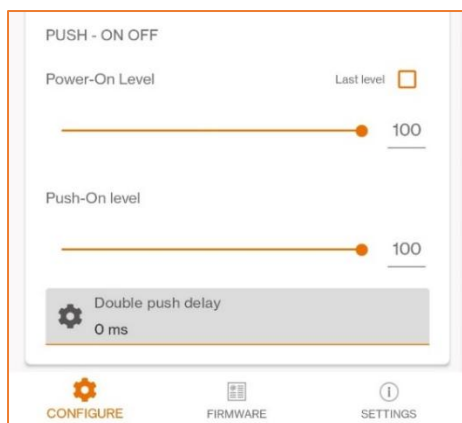 PUSH - ON OFF
Power-On Level Last level
100
Push-On level
100
Double push delay
0 ms
CONFIGURE FIRMWARE SETTINGS